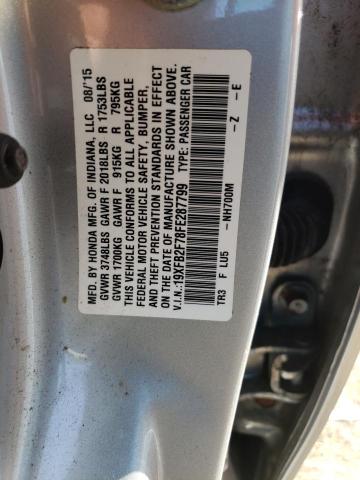 MFD. BY HONDA MFG. OF INDIANA, LLC 08/15
GVWR 3748LBS GAWR F 2018LBS R 1753LBS
GVWR 1700KG GAWR F 915KG R 795KG
THIS VEHICLE CONFORMS TO ALL APPLICABLE
FEDERAL MOTOR VEHICLE SAFETY, BUMPER,
AND THEFT PREVENTION STANDARDS IN EFFECT
ON THE DATE OF MANUFACTURE SHOWN ABOVE.
V.I.N.:19XFB2F78FE287799 TYPE: PASSENGER CAR
TR3 F LU5 -NH700M -Z -E